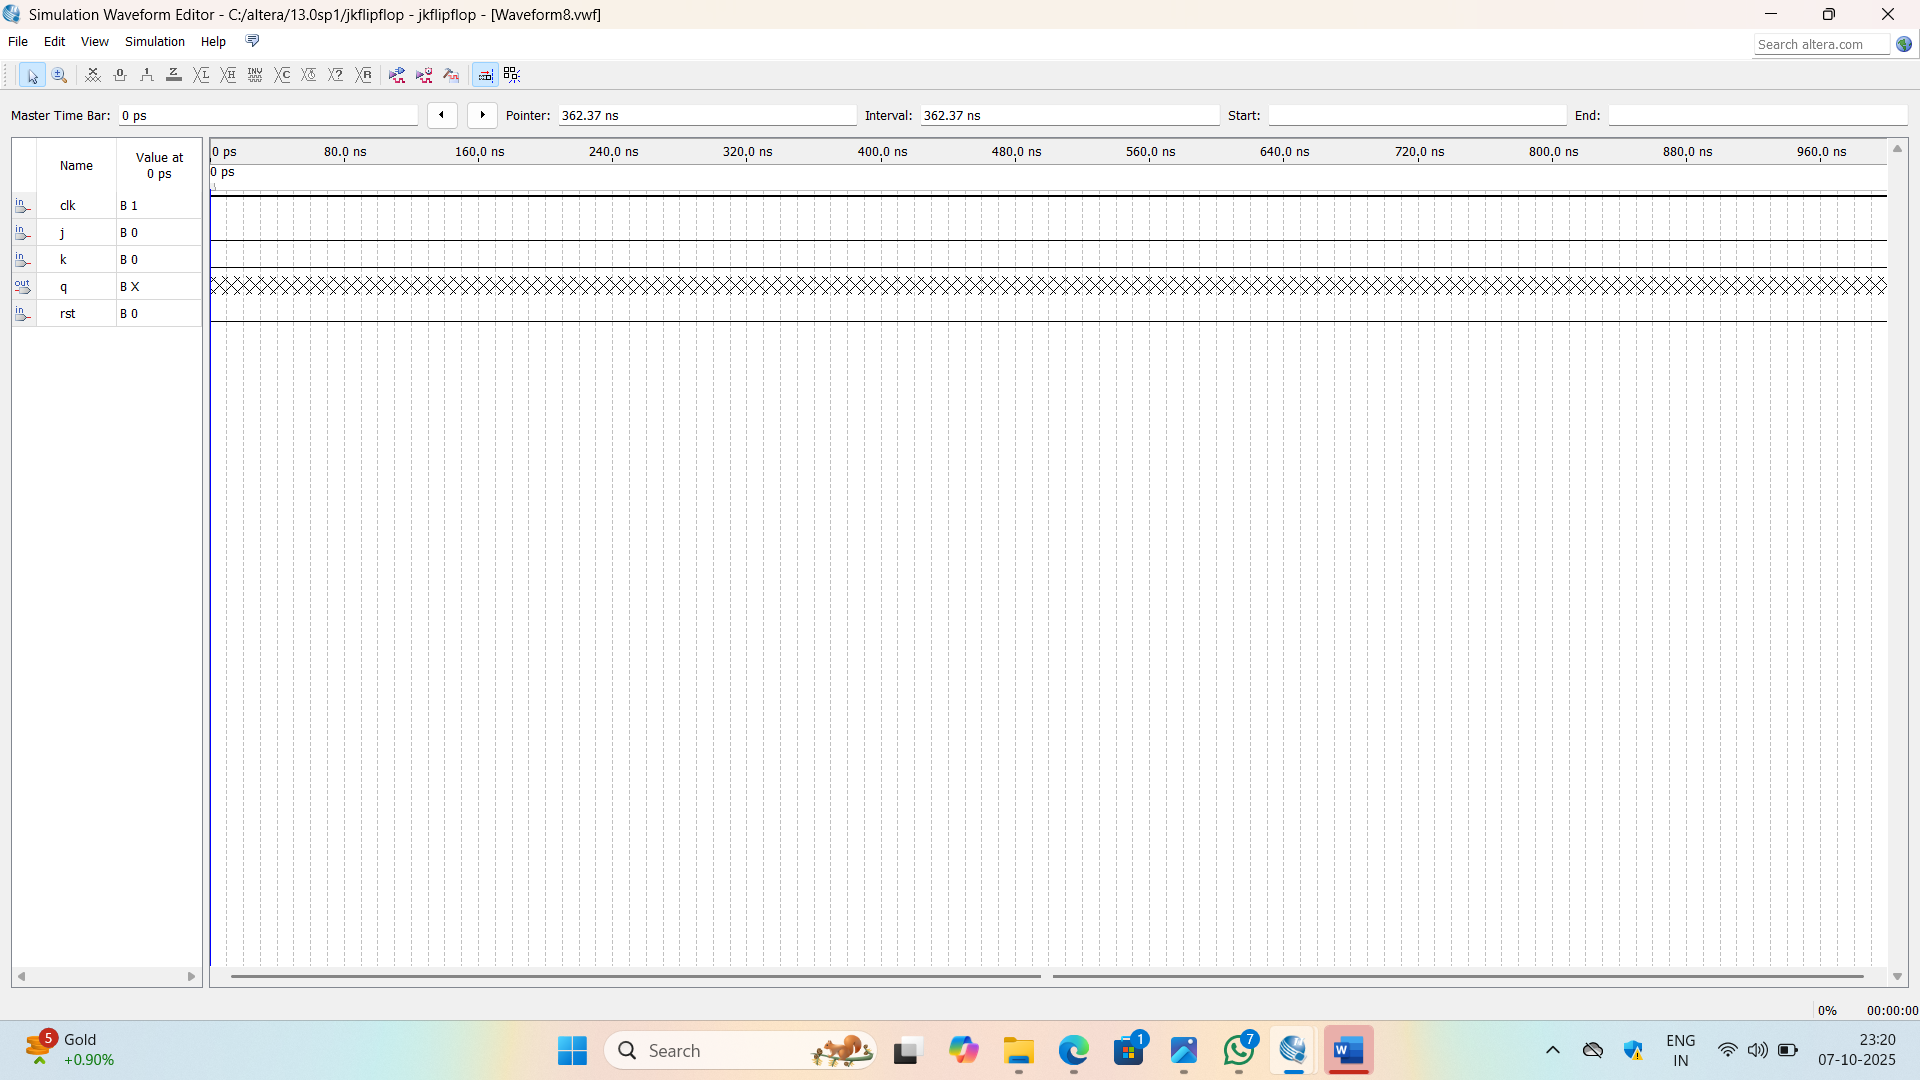 Simulation Waveform Editor - C:/altera/13.0sp1/jkflipflop - jkflipflop - [Waveform8.vwf]
File Edit View Simulation Help
Search altera.com
Master Time Bar: 0 ps Pointer: 362.37 ns Interval: 362.37 ns Start: End:
Name Value at 0 ps
0 ps 80.0 ns 160.0 ns 240.0 ns 320.0 ns 400.0 ns 480.0 ns 560.0 ns 640.0 ns 720.0 ns 800.0 ns 880.0 ns 960.0 ns
0 ps
in clk B 1
in j B 0
in k B 0
out q B X
in rst B 0
0% 00:00:00
5 Gold
+0.90%
Search
1
7
W
ENG
IN
23:20
07-10-2025